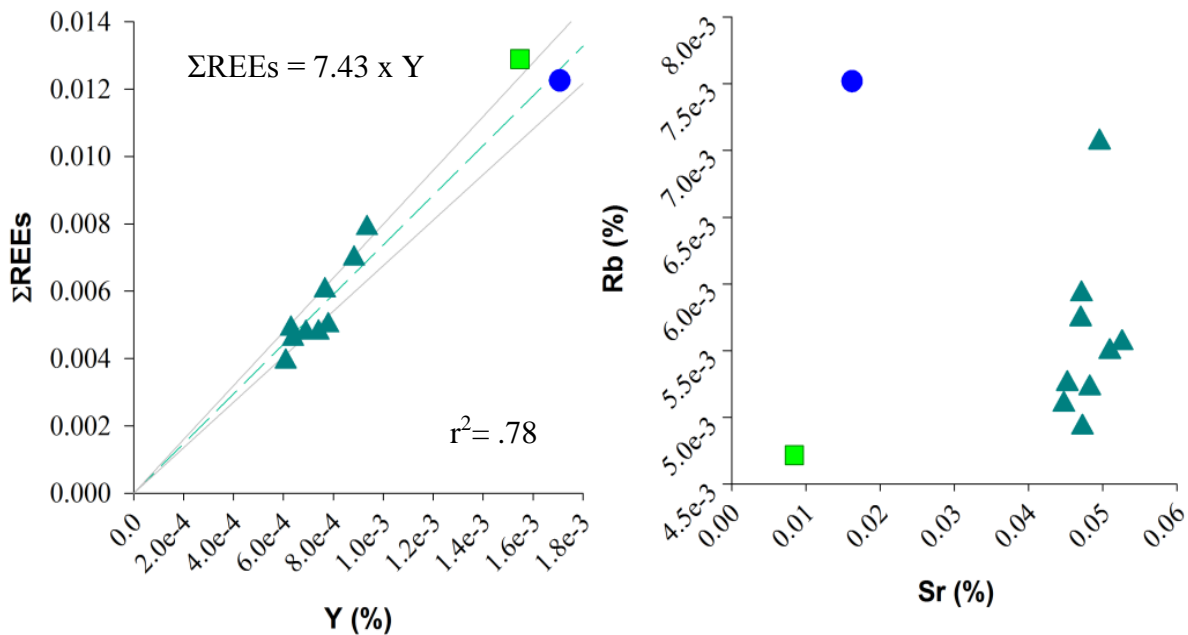 0.014
0.012
0.010
0.008
0.006
0.004
0.002
0.000
ΣREEs
ΣREEs = 7.43 x Y
r²= .78
0.0
2.0e-4
4.0e-4
6.0e-4
8.0e-4
1.0e-3
1.2e-3
1.4e-3
1.6e-3
1.8e-3
Y (%)
8.0e-3
7.5e-3
7.0e-3
6.5e-3
6.0e-3
5.5e-3
5.0e-3
4.5e-3
Rb (%)
0.00
0.01
0.02
0.03
0.04
0.05
0.06
Sr (%)